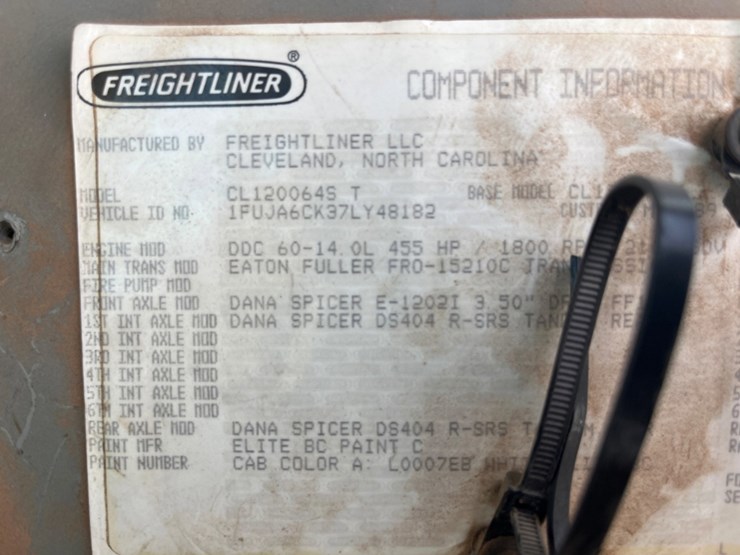 FREIGHTLINER ®
COMPONENT INFORMATION
MANUFACTURED BY FREIGHTLINER LLC
CLEVELAND, NORTH CAROLINA
MODEL CL120064S T BASE MODEL
VEHICLE ID NO. 1FUJA6CK37LY48182
ENGINE MOD DDC 60-14.0L 455 HP / 1800
MAIN TRANS MOD EATON FULLER FRO-15210C
FIRE PUMP MOD
FRONT AXLE MOD DANA SPICER E-1202I 3.50"
1ST INT AXLE MOD DANA SPICER DS404 R-SRS
2ND INT AXLE MOD
3RD INT AXLE MOD
4TH INT AXLE MOD
5TH INT AXLE MOD
6TH INT AXLE MOD
REAR AXLE MOD DANA SPICER DS404 R-SRS
PAINT MFR ELITE BC PAINT C
PAINT NUMBER CAB COLOR A: L0007EB